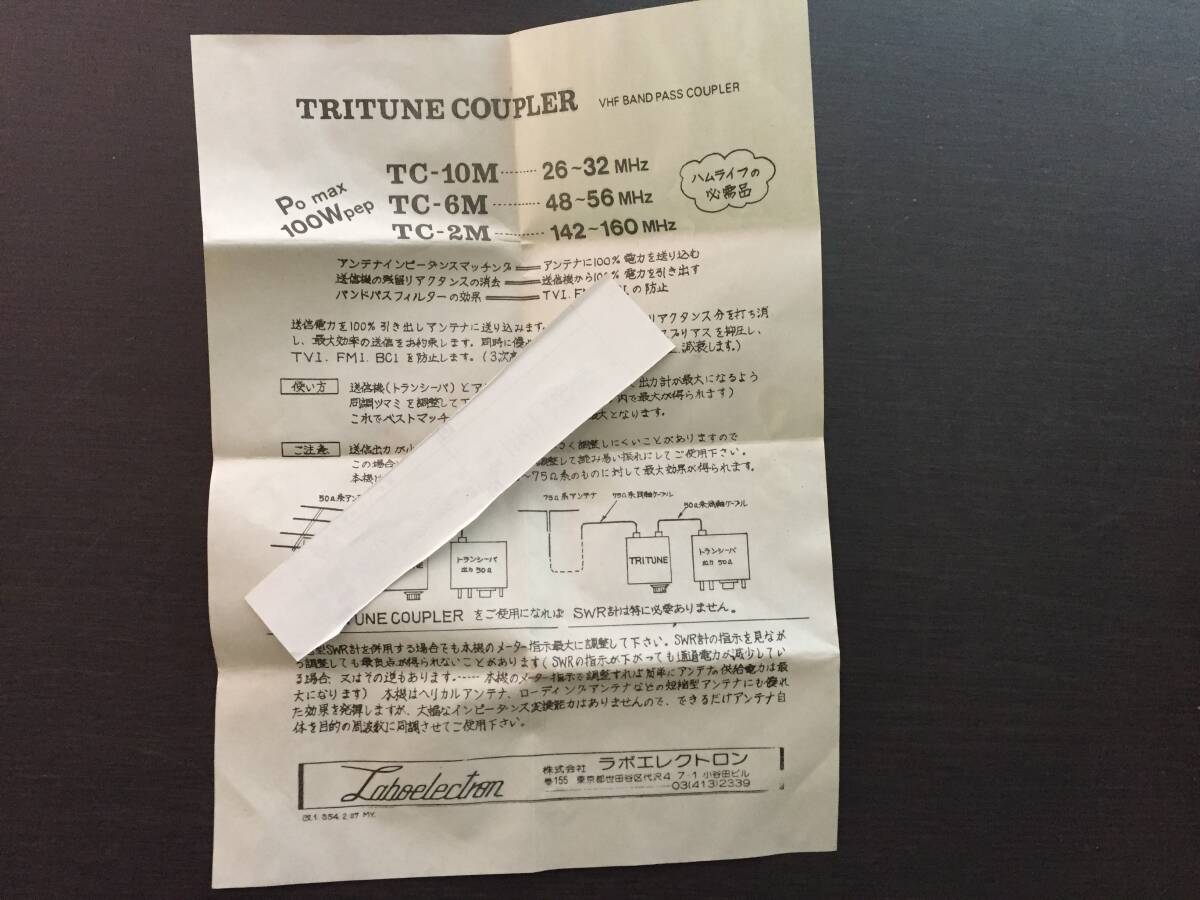 TRITUNE COUPLER VHF BAND PASS COUPLER
Po max 100W pep
TC-10M ········ 26~32 MHz
TC-6M ·········· 48~56 MHz
TC-2M ·········· 142~160 MHz
ハムライフの
必需品
アンテナインピータンスマッチング══アンテナに100%電力を送り込む
送信機の残留リアクタンスの消去══送信機から100%電力を引き出す
バンドパスフィルターの効果══TVI.FM の防止
送信電力を100%引き出しアンテナに送り込みます。 リアクタンス分を打ち消
し、最大効率の送信をお約束します。同時に プリアスを抑圧し、
TVI. FMI. BCI を防止します。(3次 減衰します。)
使い方 送信機(トランシーバ)と で出力計が最大になるよう
同調ツマミを調整して 内で最大が得られます)
これでベストマッチ 最大となります。
ご注意 送信出力が 調整しにくいことがありますので
この場合 調整して読み易い振れにしてご使用下さい。
本機は ~75Ω系のものに対して最大効果が得られます。
50Ω系アン
75Ω系アンテナ 75Ω系同軸ケーブル 50Ω系同軸ケーブル
トランシーバ
出力 50Ω
TRITUNE
トランシーバ
出力 50Ω
TUNE COUPLER をご使用になれば SWR計は特に必要ありません。
型SWR計を併用する場合でも本機のメーター指示最大に調整して下さい。SWR計の指示を見なが
ら調整しても最良点が得られないことがあります(SWRの指示が下がっても通過電力が減少してい
る場合、又はその逆もあります。----- 本機のメーター指示で調整すれば簡単にアンテナの供給電力は最
大になります) 本機はヘリカルアンテナ、ローディングアンテナなどの短縮型アンテナにも優れ
た効果を発揮しますが、大幅なインピータンス変換能力はありませんので、できるだけアンテナ自
体を目的の周波数に同調させてご使用下さい。
Laboelectron
株式会社 ラボエレクトロン
〒155 東京都世田谷区代沢4 7-1 小谷田ビル
03(413)2339